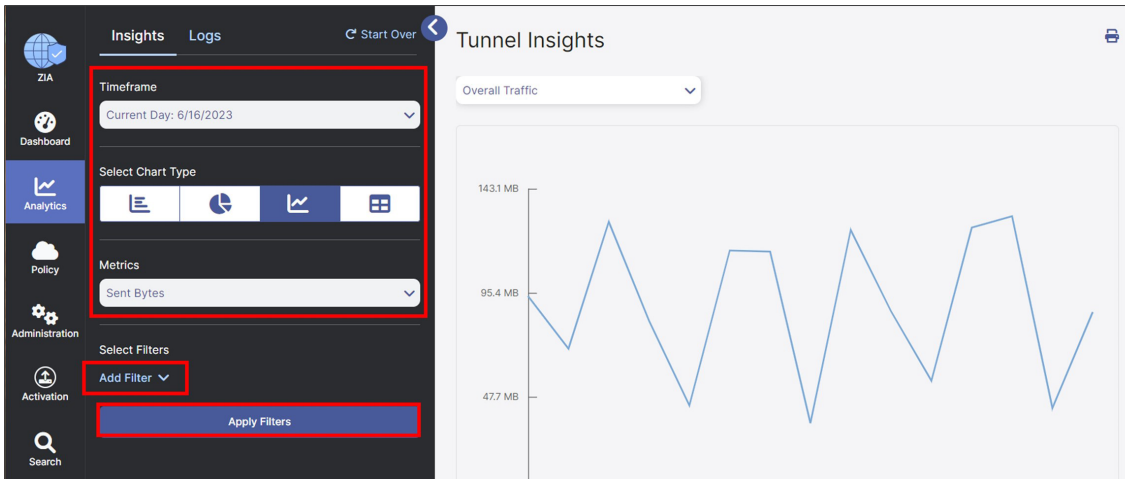 ZIA
Dashboard
Analytics
Policy
Administration
Activation
Search
Insights
Logs
Start Over
Timeframe
Current Day: 6/16/2023
Select Chart Type
Metrics
Sent Bytes
Select Filters
Add Filter
Apply Filters
Tunnel Insights
Overall Traffic
143.1 MB
95.4 MB
47.7 MB